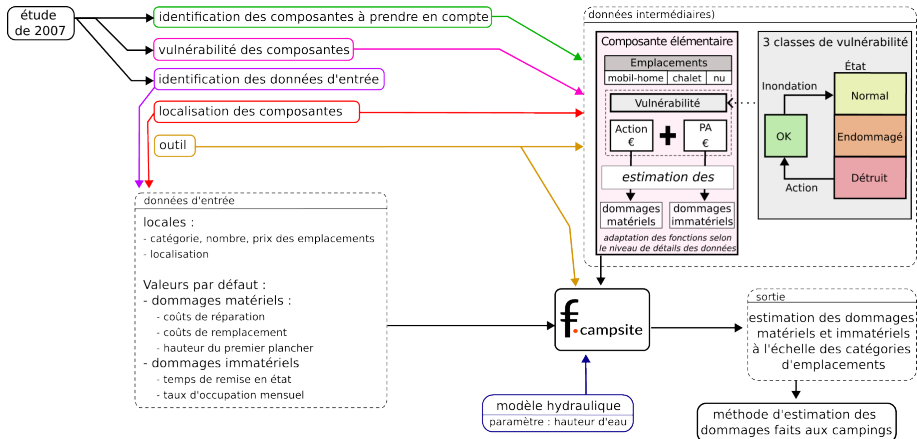 étude
de 2007
identification des composantes à prendre en compte
vulnérabilité des composantes
identification des données d'entrée
localisation des composantes
outil
données intermédiaires)
Composante élémentaire
Emplacements
mobil-home chalet nu
Vulnérabilité
Action
€
+
PA
€
estimation des
dommages
matériels
dommages
immatériels
adaptation des fonctions selon
le niveau de détails des données
3 classes de vulnérabilité
État
Inondation
Normal
OK
Endommagé
Détruit
Action
données d'entrée
locales :
- catégorie, nombre, prix des emplacements
- localisation
Valeurs par défaut :
- dommages matériels :
- coûts de réparation
- coûts de remplacement
- hauteur du premier plancher
- dommages immatériels
- temps de remise en état
- taux d'occupation mensuel
f.campsite
modèle hydraulique
paramètre : hauteur d'eau
sortie
estimation des dommages
matériels et immatériels
à l'échelle des catégories
d'emplacements
méthode d'estimation des
dommages faits aux campings